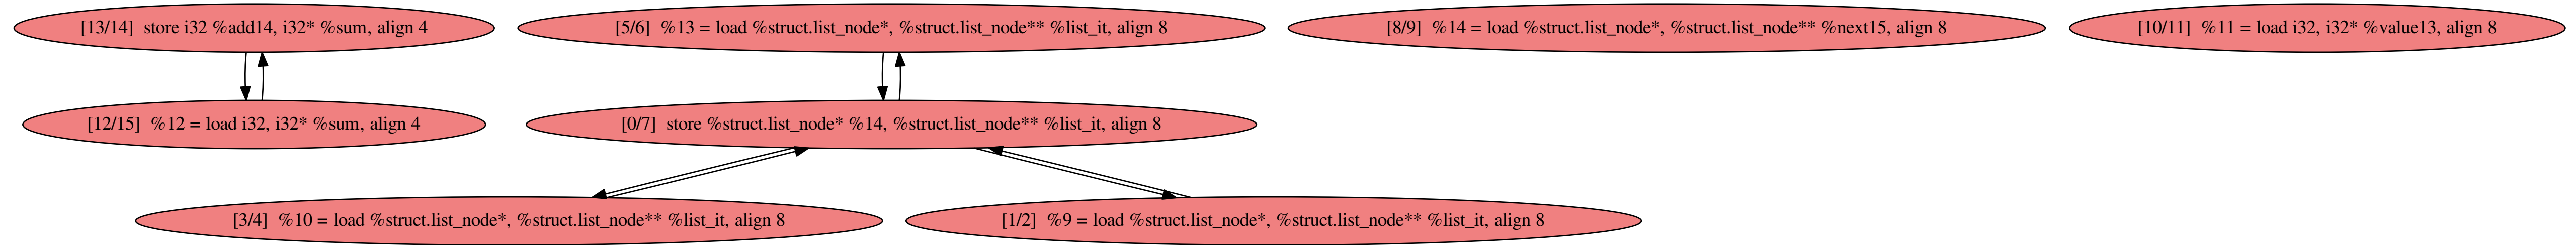 [13/14]  store i32 %add14, i32* %sum, align 4
[5/6]  %13 = load %struct.list_node*, %struct.list_node** %list_it, align 8
[8/9]  %14 = load %struct.list_node*, %struct.list_node** %next15, align 8
[10/11]  %11 = load i32, i32* %value13, align 8
[12/15]  %12 = load i32, i32* %sum, align 4
[0/7]  store %struct.list_node* %14, %struct.list_node** %list_it, align 8
[3/4]  %10 = load %struct.list_node*, %struct.list_node** %list_it, align 8
[1/2]  %9 = load %struct.list_node*, %struct.list_node** %list_it, align 8